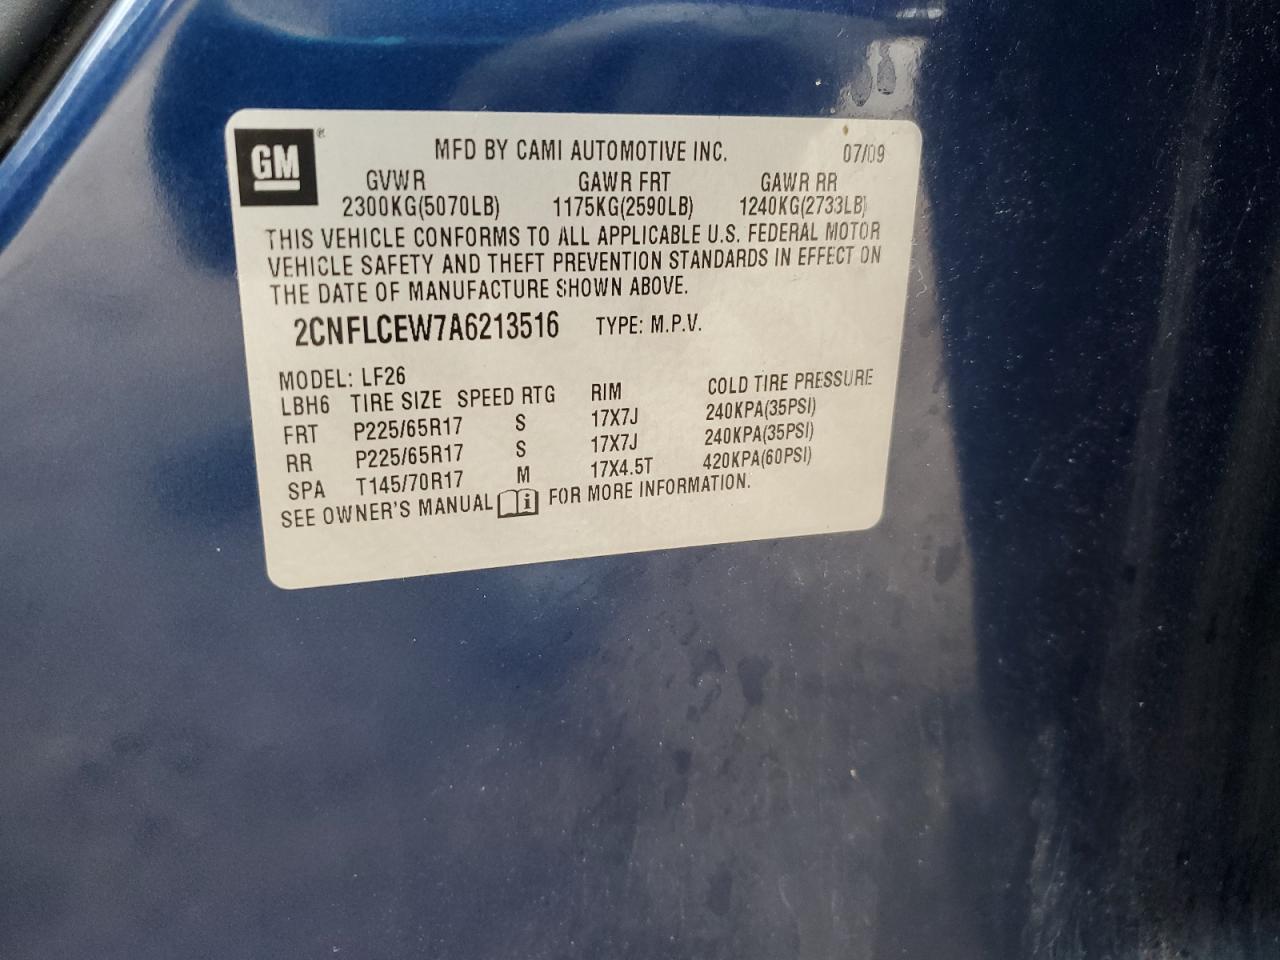 GM ®
MFD BY CAMI AUTOMOTIVE INC. 07/09
GVWR GAWR FRT GAWR RR
2300KG(5070LB) 1175KG(2590LB) 1240KG(2733LB)
THIS VEHICLE CONFORMS TO ALL APPLICABLE U.S. FEDERAL MOTOR
VEHICLE SAFETY AND THEFT PREVENTION STANDARDS IN EFFECT ON
THE DATE OF MANUFACTURE SHOWN ABOVE.
2CNFLCEW7A6213516 TYPE: M.P.V.
MODEL: LF26
LBH6 TIRE SIZE SPEED RTG RIM COLD TIRE PRESSURE
FRT P225/65R17 S 17X7J 240KPA(35PSI)
RR P225/65R17 S 17X7J 240KPA(35PSI)
SPA T145/70R17 M 17X4.5T 420KPA(60PSI)
SEE OWNER'S MANUAL i FOR MORE INFORMATION.